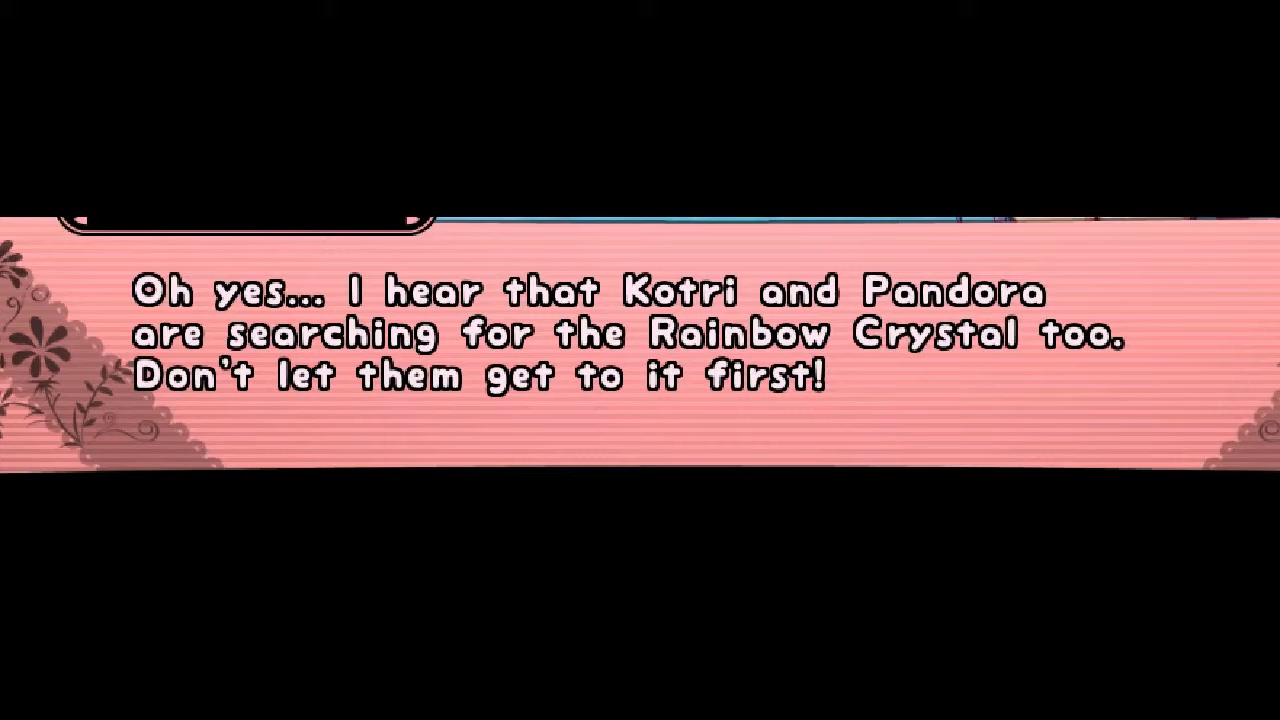 Oh yes... I hear that Kotri and Pandora
are searching for the Rainbow Crystal too.
Don't let them get to it first!